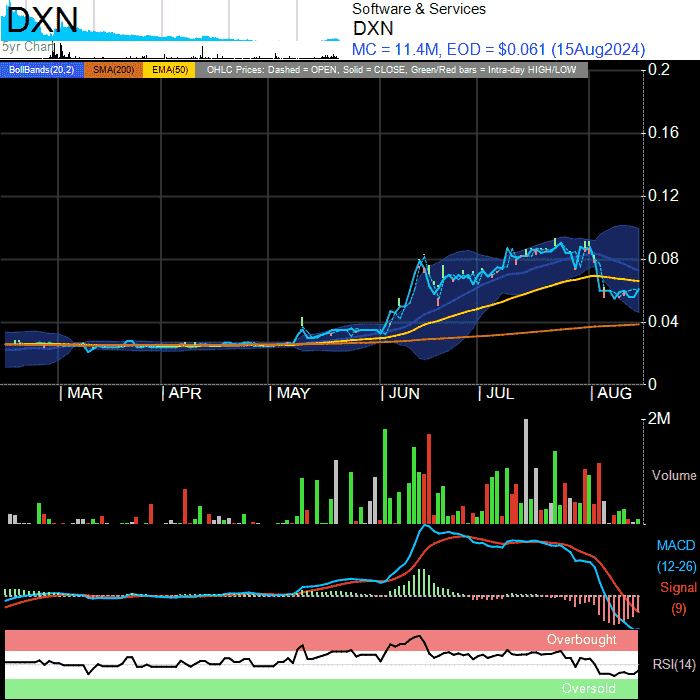 DXN
5yr Chart
Software & Services
DXN
MC = 11.4M, EOD = $0.061 (15Aug2024)
BollBands(20,2) SMA(200) EMA(50) OHLC Prices: Dashed = OPEN, Solid = CLOSE, Green/Red bars = Intra-day HIGH/LOW
0.2
0.16
0.12
0.08
0.04
0
MAR APR MAY JUN JUL AUG
2M
Volume
MACD
(12-26)
Signal
(9)
Overbought
RSI(14)
Oversold